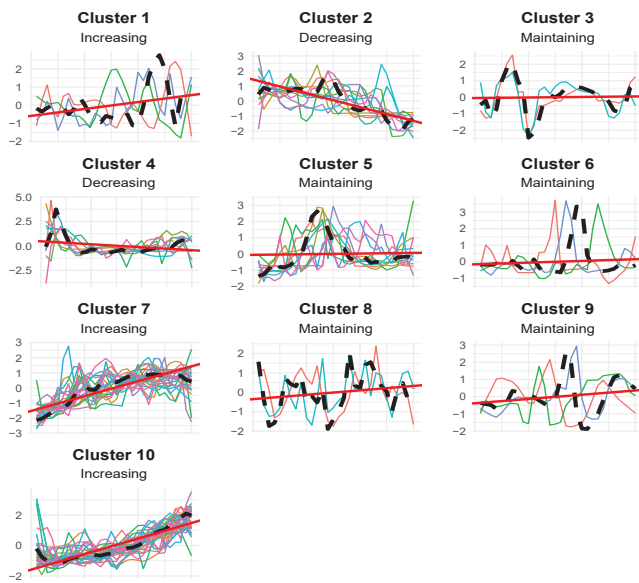 Cluster 1
Increasing
2
1
0
−1
−2
Cluster 2
Decreasing
3
2
1
0
−1
−2
Cluster 3
Maintaining
2
1
0
−1
−2
Cluster 4
Decreasing
5.0
2.5
0.0
−2.5
Cluster 5
Maintaining
3
2
1
0
−1
−2
Cluster 6
Maintaining
3
2
1
0
−1
Cluster 7
Increasing
3
2
1
0
−1
−2
−3
Cluster 8
Maintaining
2
1
0
−1
−2
Cluster 9
Maintaining
3
2
1
0
−1
−2
Cluster 10
Increasing
2
0
−2